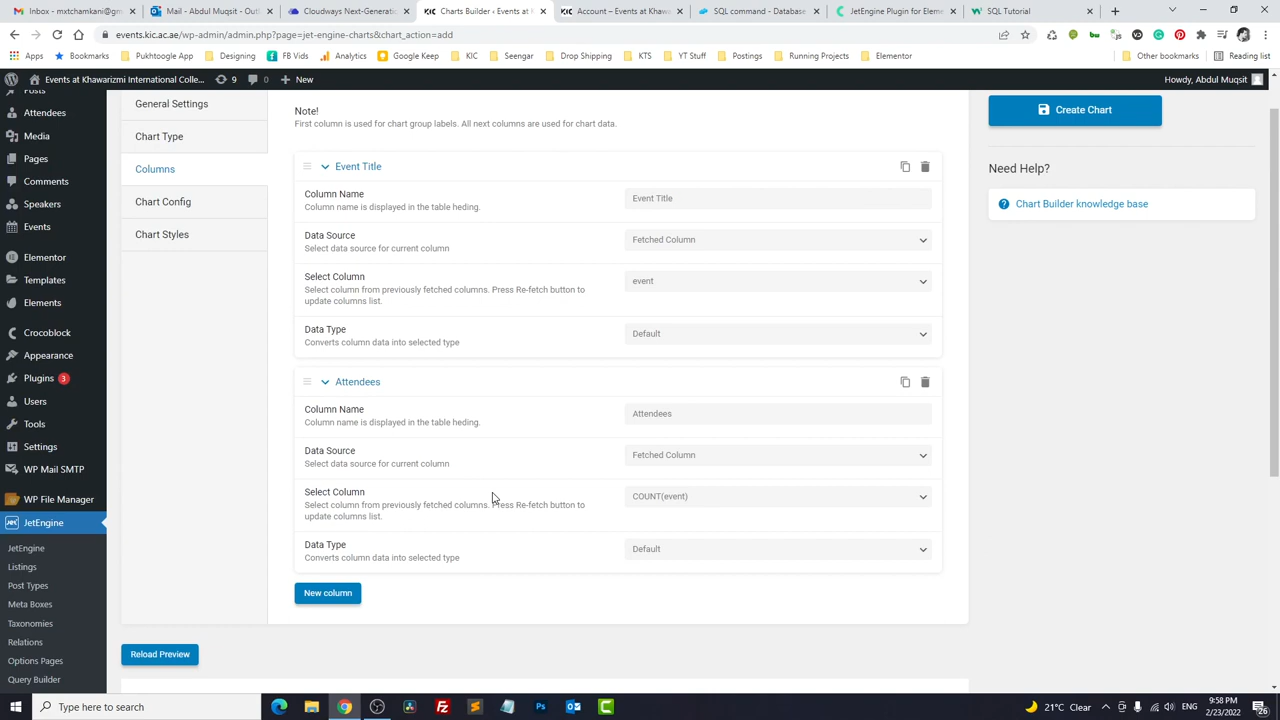 Abdul Muqsit - Outl
Charts Builder ‹ Events at K
Account – Events at Khawar
SQL command - Database
JetEngine Plugin for Elemen
SQL Tutorial
events.kic.ac.ae/wp-admin/admin.php?page=jet-engine-charts&chart_action=add
Apps
Bookmarks
Pukhtoogle App
Designing
FB Vids
Analytics
Google Keep
KIC
Seengar
Drop Shipping
KTS
YT Stuff
Postings
Running Projects
Elementor
Other bookmarks
Reading list
Events at Khawarizmi International Colle...
9
0
New
Howdy, Abdul Muqsit
Posts
Attendees
Media
Pages
Comments
Speakers
Events
Elementor
Templates
Elements
Crocoblock
Appearance
Plugins 3
Users
Tools
Settings
WP Mail SMTP
WP File Manager
JetEngine
JetEngine
Listings
Post Types
Meta Boxes
Taxonomies
Relations
Options Pages
Query Builder
General Settings
Chart Type
Columns
Chart Config
Chart Styles
Note!
First column is used for chart group labels. All next columns are used for chart data.
Event Title
Column Name
Column name is displayed in the table heding.
Event Title
Data Source
Select data source for current column
Fetched Column
Select Column
Select column from previously fetched columns. Press Re-fetch button to
update columns list.
event
Data Type
Converts column data into selected type
Default
Attendees
Column Name
Column name is displayed in the table heding.
Attendees
Data Source
Select data source for current column
Fetched Column
Select Column
Select column from previously fetched columns. Press Re-fetch button to
update columns list.
COUNT(event)
Data Type
Converts column data into selected type
Default
New column
Reload Preview
Create Chart
Need Help?
Chart Builder knowledge base
Type here to search
21°C Clear
ENG
9:58 PM
2/23/2022